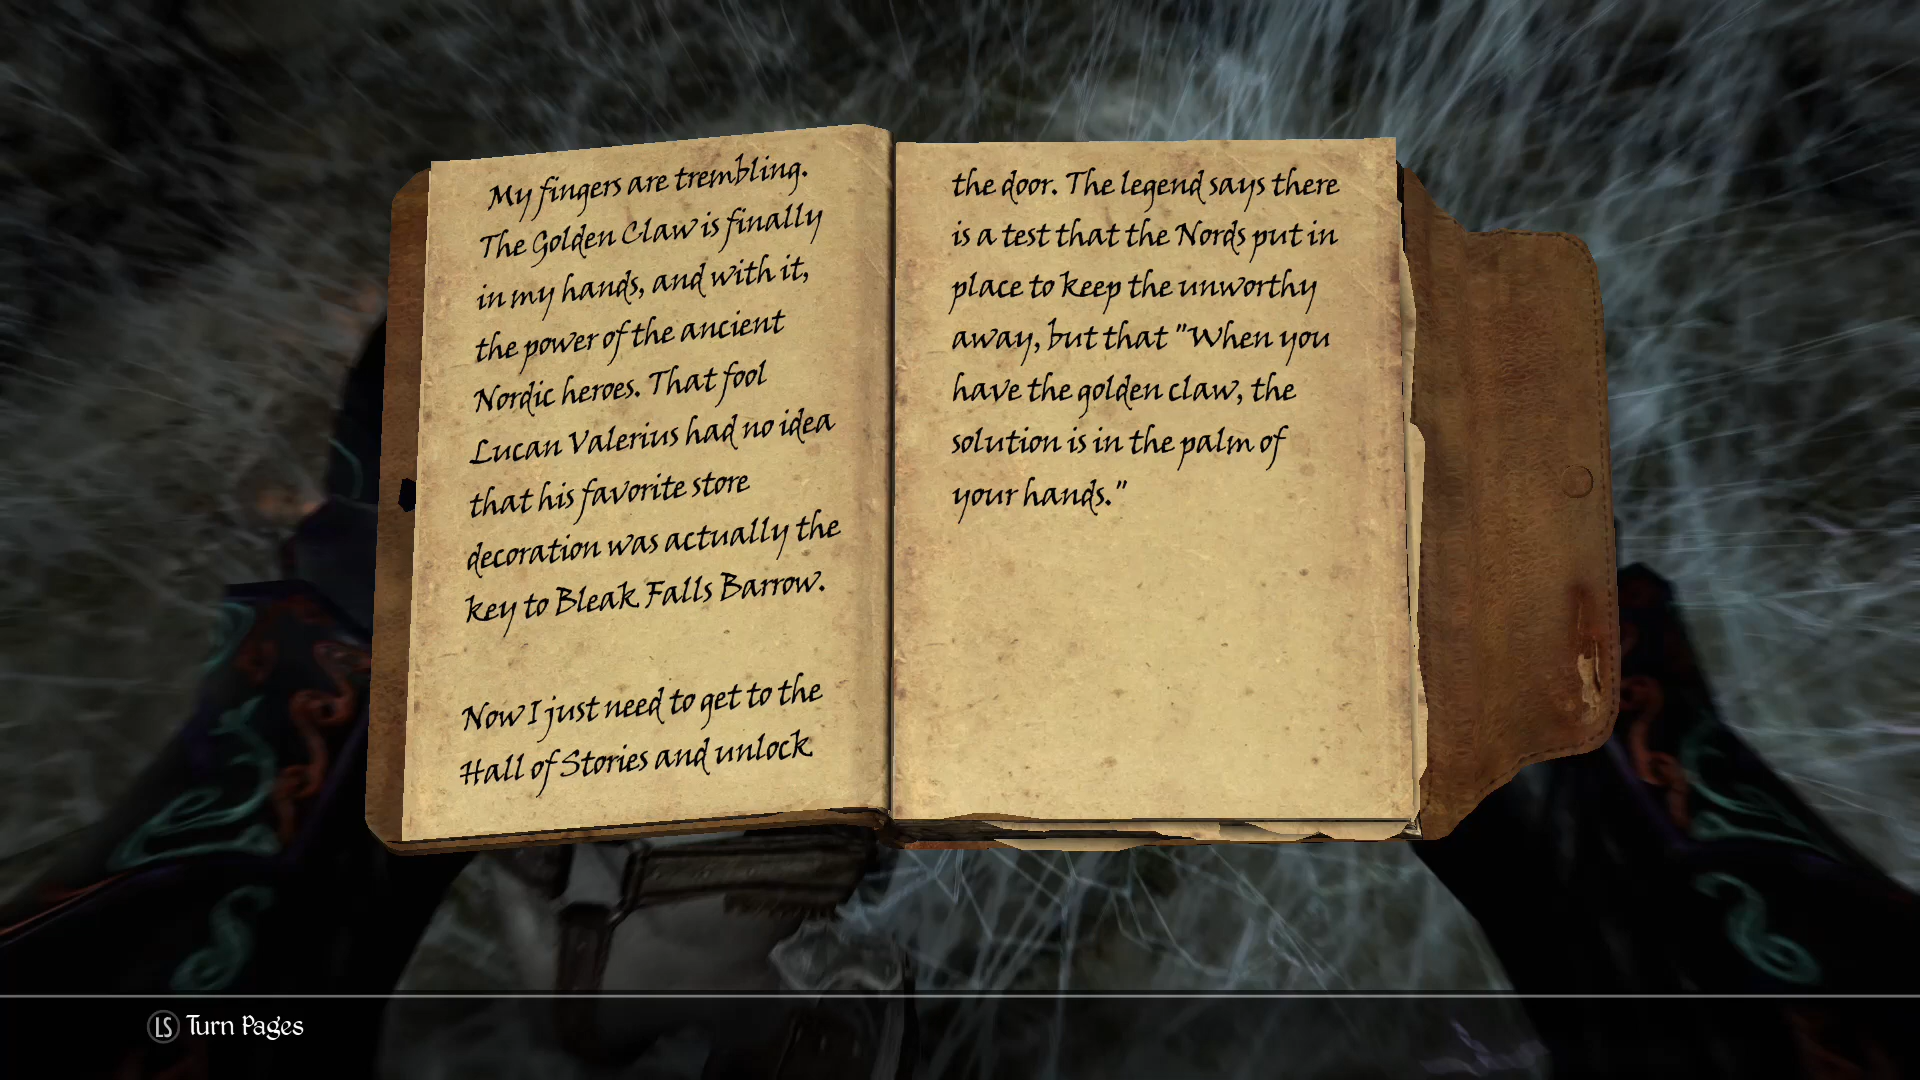 My fingers are trembling.
The Golden Claw is finally
in my hands, and with it,
the power of the ancient
Nordic heroes. That fool
Lucan Valerius had no idea
that his favorite store
decoration was actually the
key to Bleak Falls Barrow.
Now I just need to get to the
Hall of Stories and unlock
the door. The legend says there
is a test that the Nords put in
place to keep the unworthy
away, but that "When you
have the golden claw, the
solution is in the palm of
your hands."
LS Turn Pages